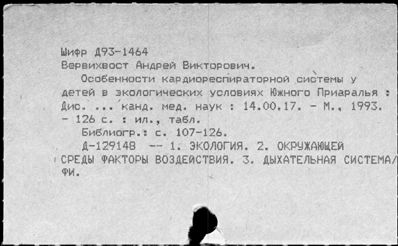 Шифр Д93-1464
Вервихвост Андрей Викторович.
Особенности кардиореспираторной системы у
детей в экологических условиях Южного Приаралья :
Дис. ... канд. мед. наук : 14.00.17. - М., 1993.
- 126 с. : ил., табл.
Библиогр.: с. 107-126.
Д-129148 -- 1. ЭКОЛОГИЯ. 2. ОКРУЖАЮЩЕЙ
СРЕДЫ ФАКТОРЫ ВОЗДЕЙСТВИЯ. 3. ДЫХАТЕЛЬНАЯ СИСТЕМА/
ФИ.